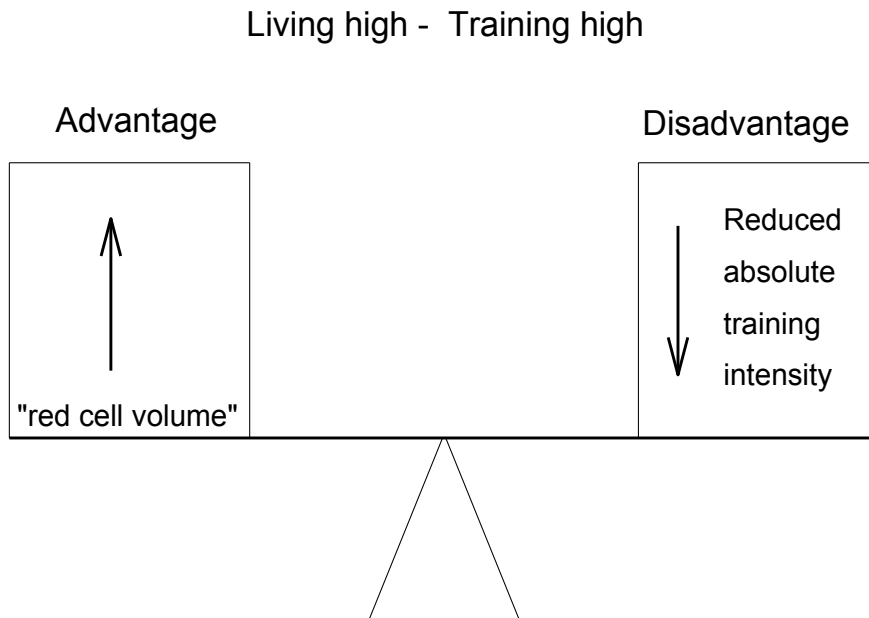 Living high - Training high
Advantage
Disadvantage
"red cell volume"
Reduced
absolute
training
intensity